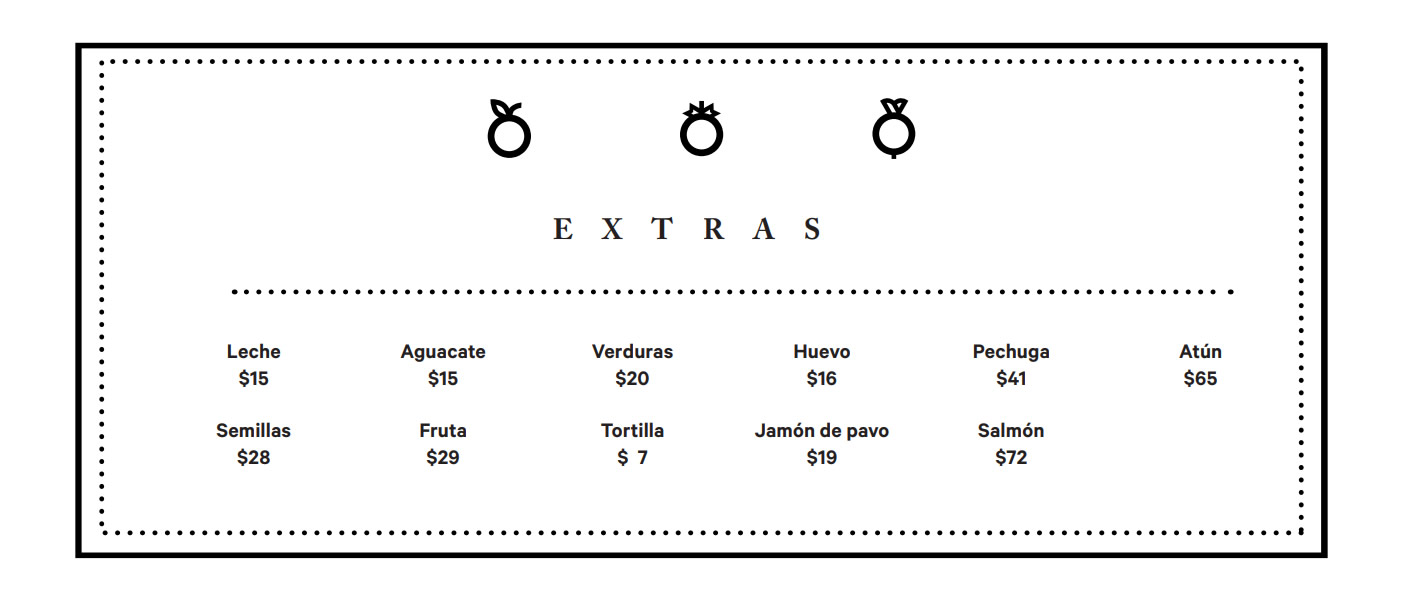 E X T R A S
Leche Aguacate Verduras Huevo Pechuga Atún
$15 $15 $20 $16 $41 $65
Semillas Fruta Tortilla Jamón de pavo Salmón
$28 $29 $ 7 $19 $72